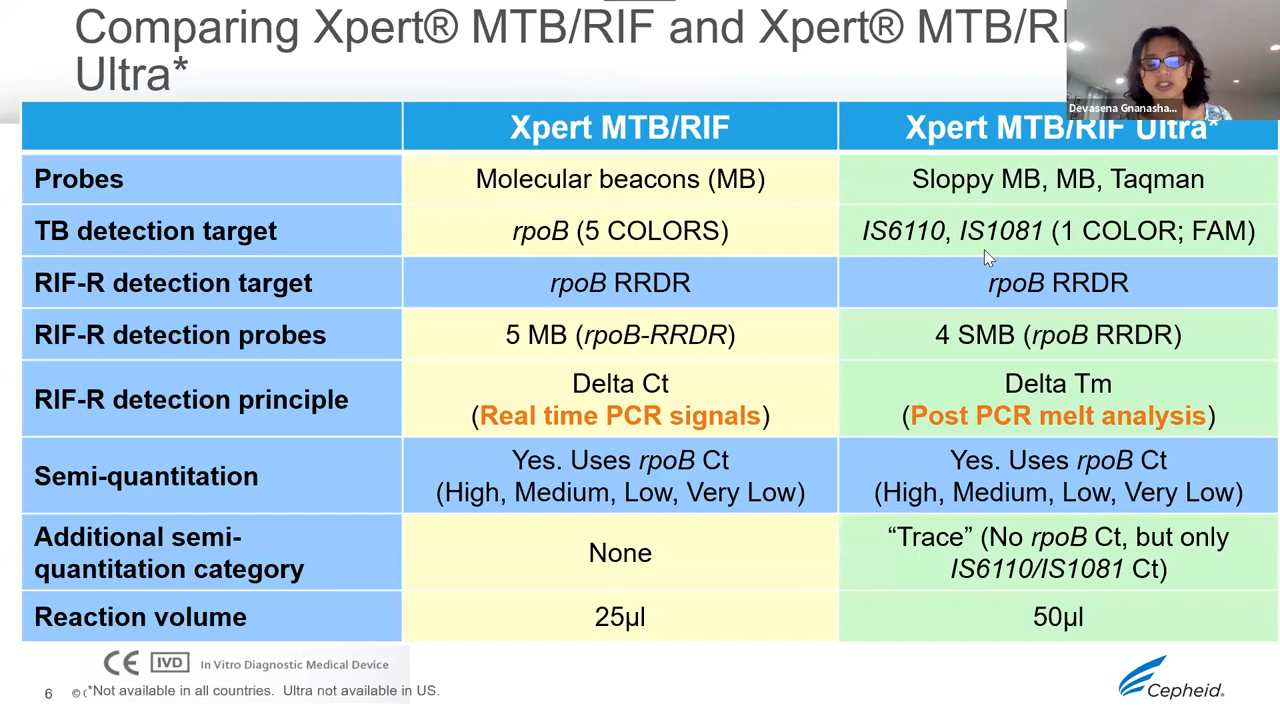 Comparing Xpert® MTB/RIF and Xpert® MTB/RI
Ultra*
Devasena Gnanasha...
Xpert MTB/RIF
Xpert MTB/RIF Ultra*
Probes
Molecular beacons (MB)
Sloppy MB, MB, Taqman
TB detection target
rpoB (5 COLORS)
IS6110, IS1081 (1 COLOR; FAM)
RIF-R detection target
rpoB RRDR
rpoB RRDR
RIF-R detection probes
5 MB (rpoB-RRDR)
4 SMB (rpoB RRDR)
RIF-R detection principle
Delta Ct
(Real time PCR signals)
Delta Tm
(Post PCR melt analysis)
Semi-quantitation
Yes. Uses rpoB Ct
(High, Medium, Low, Very Low)
Yes. Uses rpoB Ct
(High, Medium, Low, Very Low)
Additional semi-
quantitation category
None
“Trace” (No rpoB Ct, but only
IS6110/IS1081 Ct)
Reaction volume
25µl
50µl
CE IVD In Vitro Diagnostic Medical Device
6 © (*Not available in all countries. Ultra not available in US.
Cepheid.